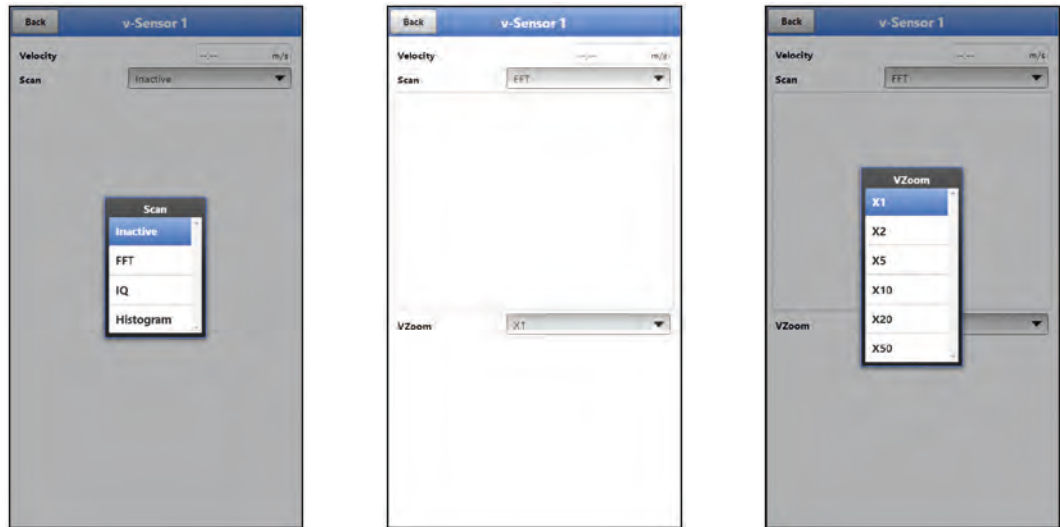 Back v-Sensor 1
Velocity --.-- m/s
Scan Inactive
Scan
Inactive
FFT
IQ
Histogram
Back v-Sensor 1
Velocity --.-- m/s
Scan FFT
VZoom X1
Back v-Sensor 1
Velocity --.-- m/s
Scan FFT
VZoom
X1
X2
X5
X10
X20
X50
VZoom